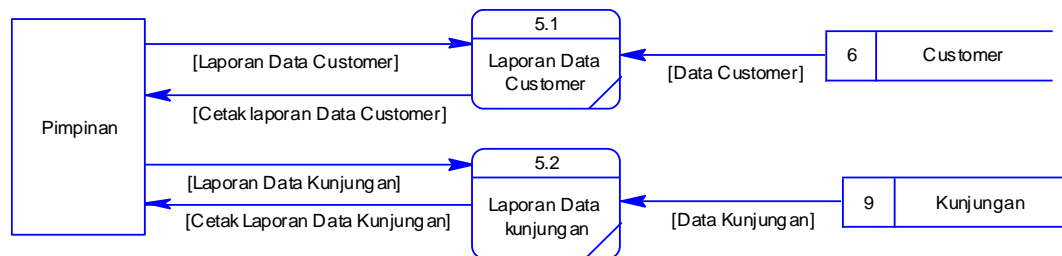 Pimpinan
[Laporan Data Customer]
[Cetak laporan Data Customer]
5.1
Laporan Data
Customer
[Data Customer]
6
Customer
[Laporan Data Kunjungan]
[Cetak Laporan Data Kunjungan]
5.2
Laporan Data
kunjungan
[Data Kunjungan]
9
Kunjungan